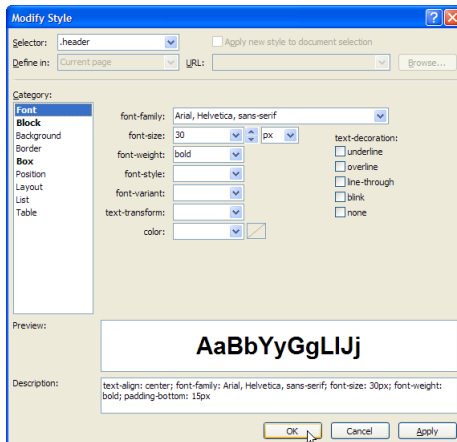 Modify Style
Selector: .header Apply new style to document selection
Define in: Current page URL: Browse...
Category:
Font
Block
Background
Border
Box
Position
Layout
List
Table
font-family: Arial, Helvetica, sans-serif
font-size: 30 px
font-weight: bold
font-style:
font-variant:
text-transform:
color:
text-decoration:
underline
overline
line-through
blink
none
Preview:
AaBbYyGgLlJj
Description:
text-align: center; font-family: Arial, Helvetica, sans-serif; font-size: 30px; font-weight:
bold; padding-bottom: 15px
OK Cancel Apply